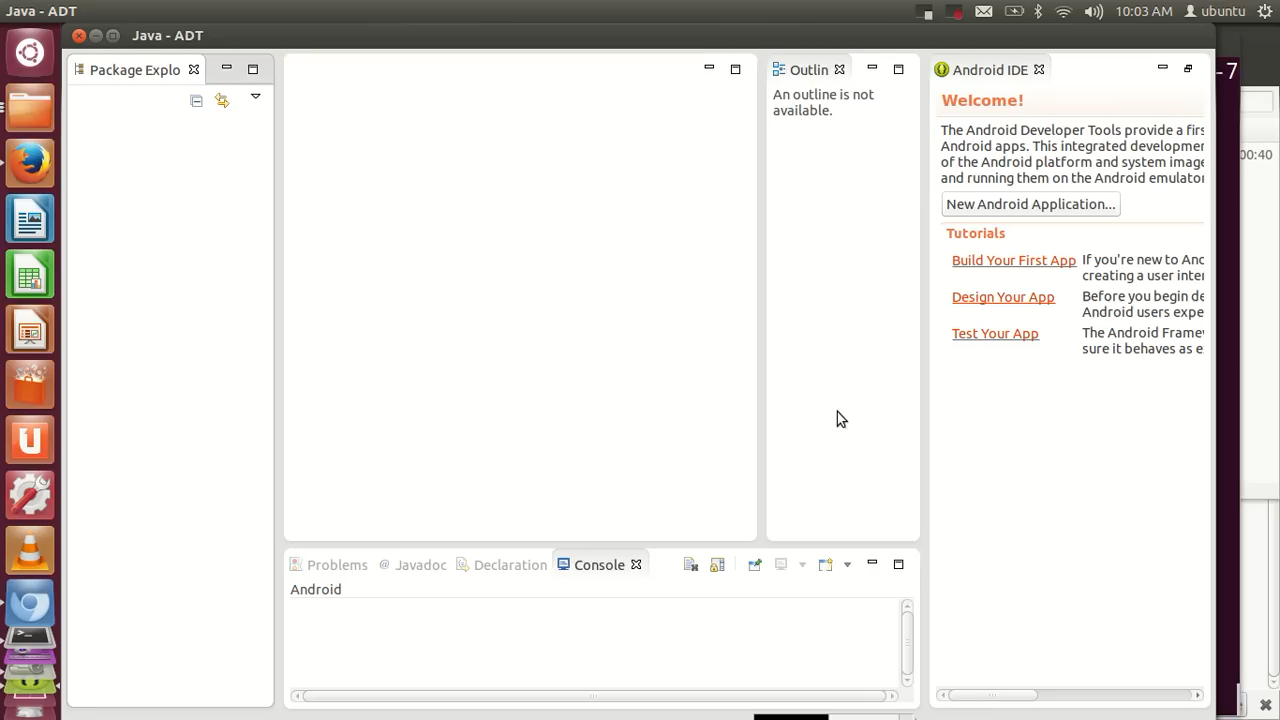 Java - ADT
10:03 AM
ubuntu
Java - ADT
Package Explo
Outlin
An outline is not
available.
Android IDE
Welcome!
The Android Developer Tools provide a firs
Android apps. This integrated developmer
of the Android platform and system image
and running them on the Android emulator
New Android Application...
Tutorials
Build Your First App
If you're new to Anc
creating a user inter
Design Your App
Before you begin de
Android users expe
Test Your App
The Android Framew
sure it behaves as e
Problems
@ Javadoc
Declaration
Console
Android
-7
00:40